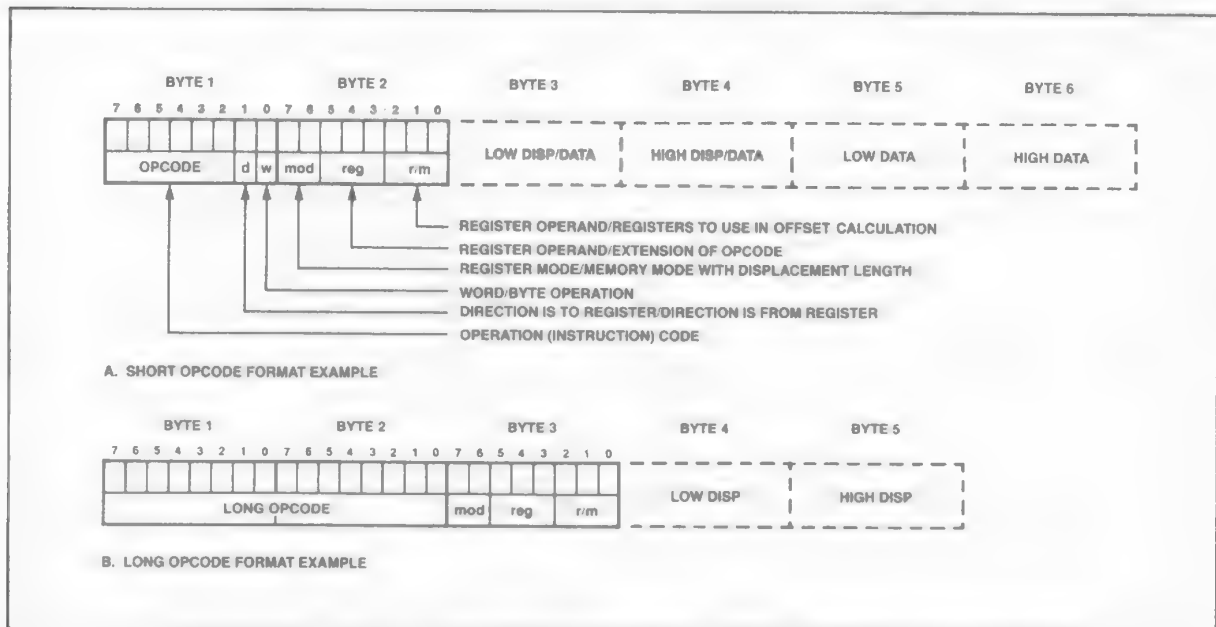 BYTE 1 BYTE 2 BYTE 3 BYTE 4 BYTE 5 BYTE 6
7 6 5 4 3 2 1 0 7 6 5 4 3 2 1 0
LOW DISP/DATA HIGH DISP/DATA LOW DATA HIGH DATA
OPCODE d w mod reg r/m
REGISTER OPERAND/REGISTERS TO USE IN OFFSET CALCULATION
REGISTER OPERAND/EXTENSION OF OPCODE
REGISTER MODE/MEMORY MODE WITH DISPLACEMENT LENGTH
WORD/BYTE OPERATION
DIRECTION IS TO REGISTER/DIRECTION IS FROM REGISTER
OPERATION (INSTRUCTION) CODE
A. SHORT OPCODE FORMAT EXAMPLE
BYTE 1 BYTE 2 BYTE 3 BYTE 4 BYTE 5
7 6 5 4 3 2 1 0 7 6 5 4 3 2 1 0 7 6 5 4 3 2 1 0
LOW DISP HIGH DISP
LONG OPCODE mod reg r/m
B. LONG OPCODE FORMAT EXAMPLE